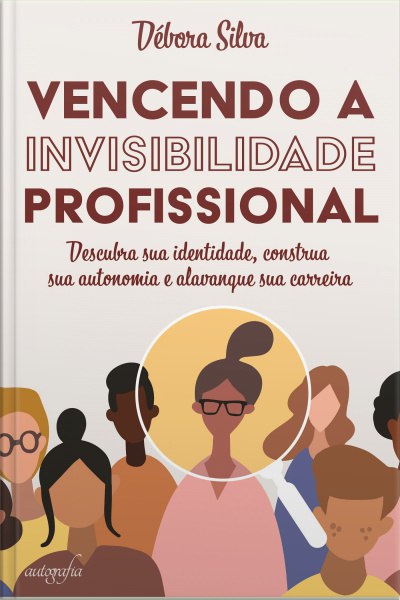 Débora Silva
VENCENDO A
INVISIBILIDADE
PROFISSIONAL
Descubra sua identidade, construa
sua autonomia e alavanque sua carreira
autografia